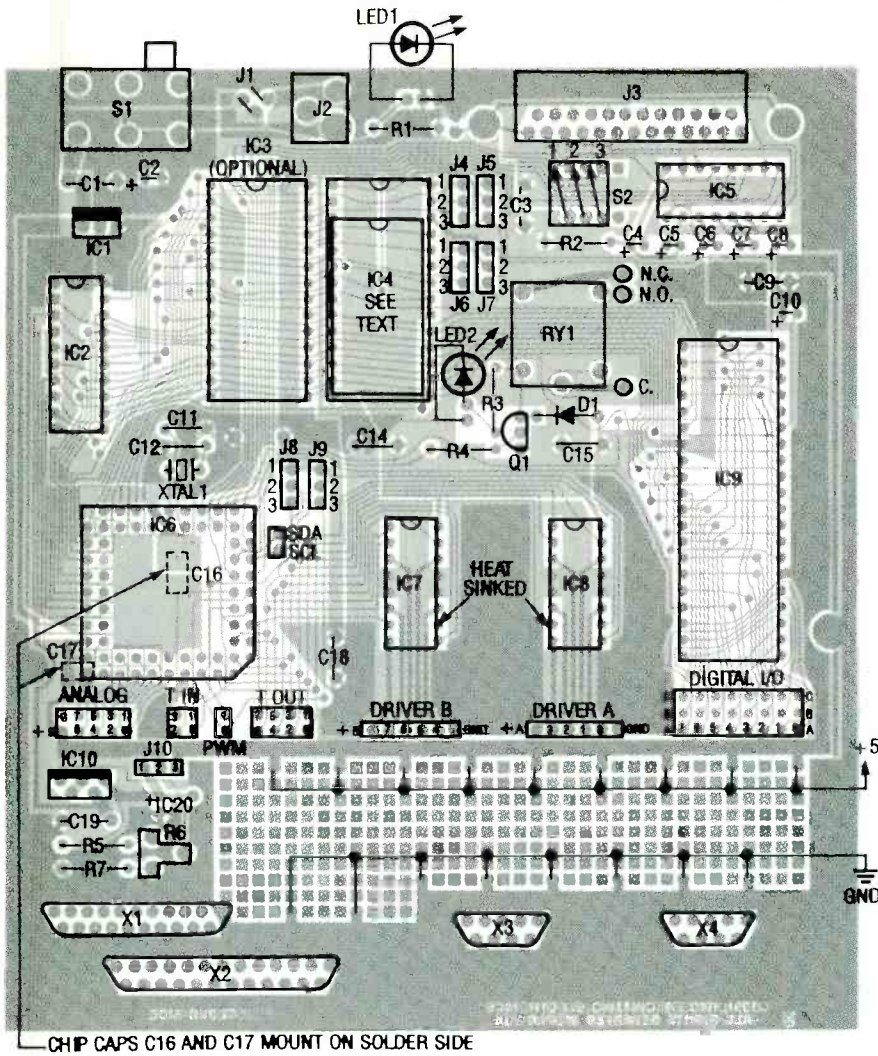 LED1
S1
J1
J2
J3
R1
IC3
(OPTIONAL)
1 2 3
J4 J5
C1 + C2
IC1
1
2
3
1
2
3
C3
S2
IC5
R2
+ C4
+ C5
+ C6
+ C7
+ C8
IC4
SEE
TEXT
1
2
3
1
2
3
J6 J7
N.C.
N.O.
C9
+ C10
IC2
LED2
RY1
C.
R3
D1
C11
C12
XTAL1
J8 J9
1
2
3
1
2
3
C14
R4
Q1
C15
IC9
IC6
SDA
SCL
C16
IC7
HEAT
SINKED
IC8
C17
C18
ANALOG
T IN
T OUT
PWM
DRIVER B
DRIVER A
GND
DIGITAL I/O
C
B
A
IC10
J10
1 2 3
+5
+ IC20
C19
R5
R6
R7
GND
X1
X2
X3
X4
CHIP CAPS C16 AND C17 MOUNT ON SOLDER SIDE